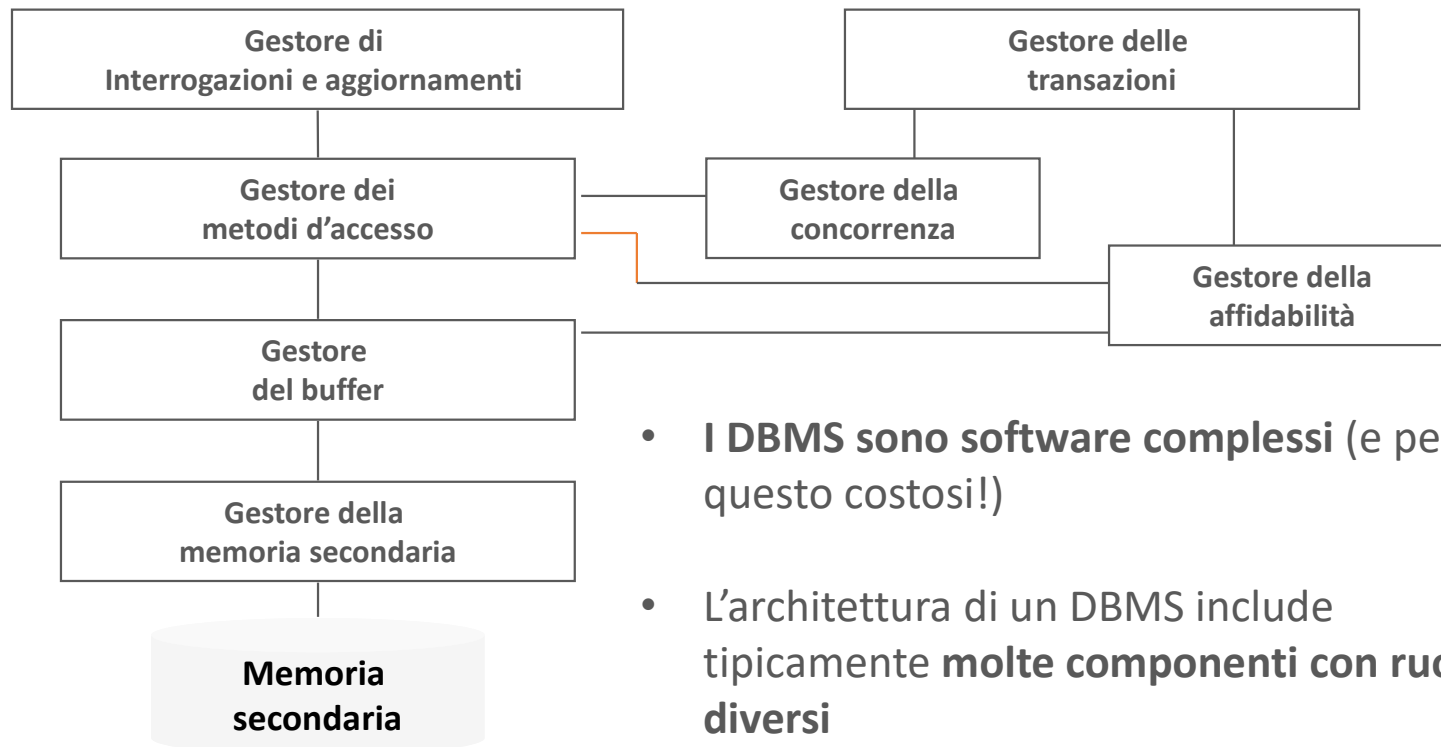 Gestore di
Interrogazioni e aggiornamenti
Gestore delle
transazioni
Gestore dei
metodi d’accesso
Gestore della
concorrenza
Gestore della
affidabilità
Gestore
del buffer
Gestore della
memoria secondaria
Memoria
secondaria
• I DBMS sono software complessi (e pe
questo costosi!)
• L’architettura di un DBMS include
tipicamente molte componenti con ruo
diversi